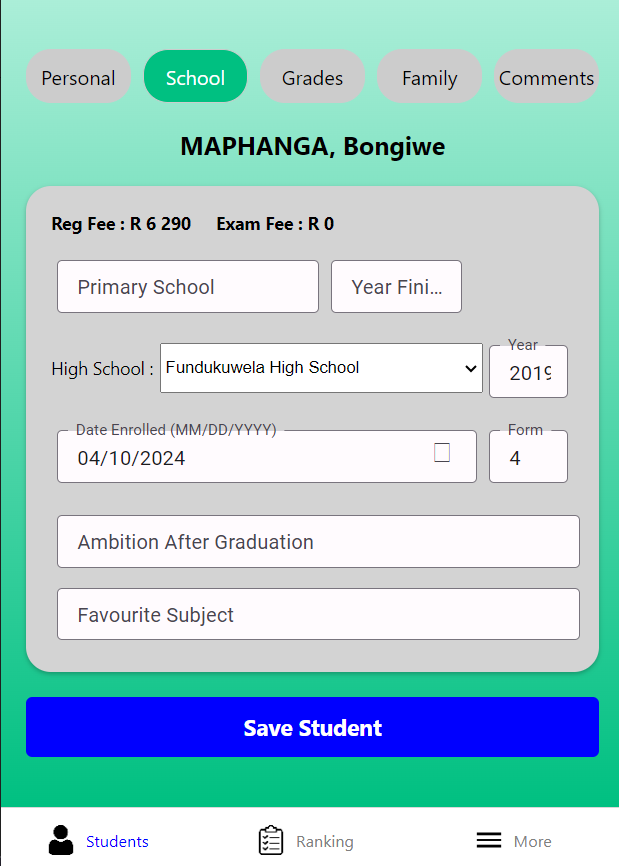 Personal School Grades Family Comments
MAPHANGA, Bongiwe
Reg Fee : R 6 290 Exam Fee : R 0
Primary School Year Fini...
Year
High School : Fundukuwela High School 2019
Date Enrolled (MM/DD/YYYY) Form
04/10/2024 4
Ambition After Graduation
Favourite Subject
Save Student
Students Ranking More